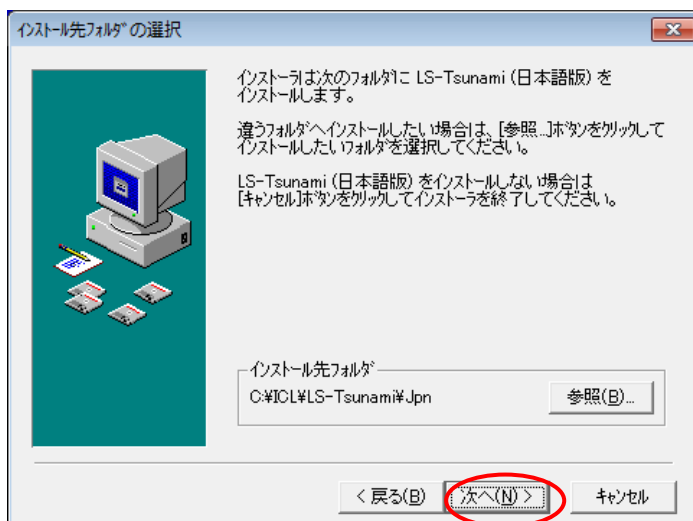 インストール先フォルダの選択
インストーラは次のフォルダに LS-Tsunami (日本語版) を
インストールします。
違うフォルダへインストールしたい場合は、[参照...]ボタンをクリックして
インストールしたいフォルダを選択してください。
LS-Tsunami (日本語版) をインストールしない場合は
[キャンセル]ボタンをクリックしてインストーラを終了してください。
インストール先フォルダ
C:¥ICL¥LS-Tsunami¥Jpn
参照(B)...
< 戻る(B)
次へ(N) >
キャンセル